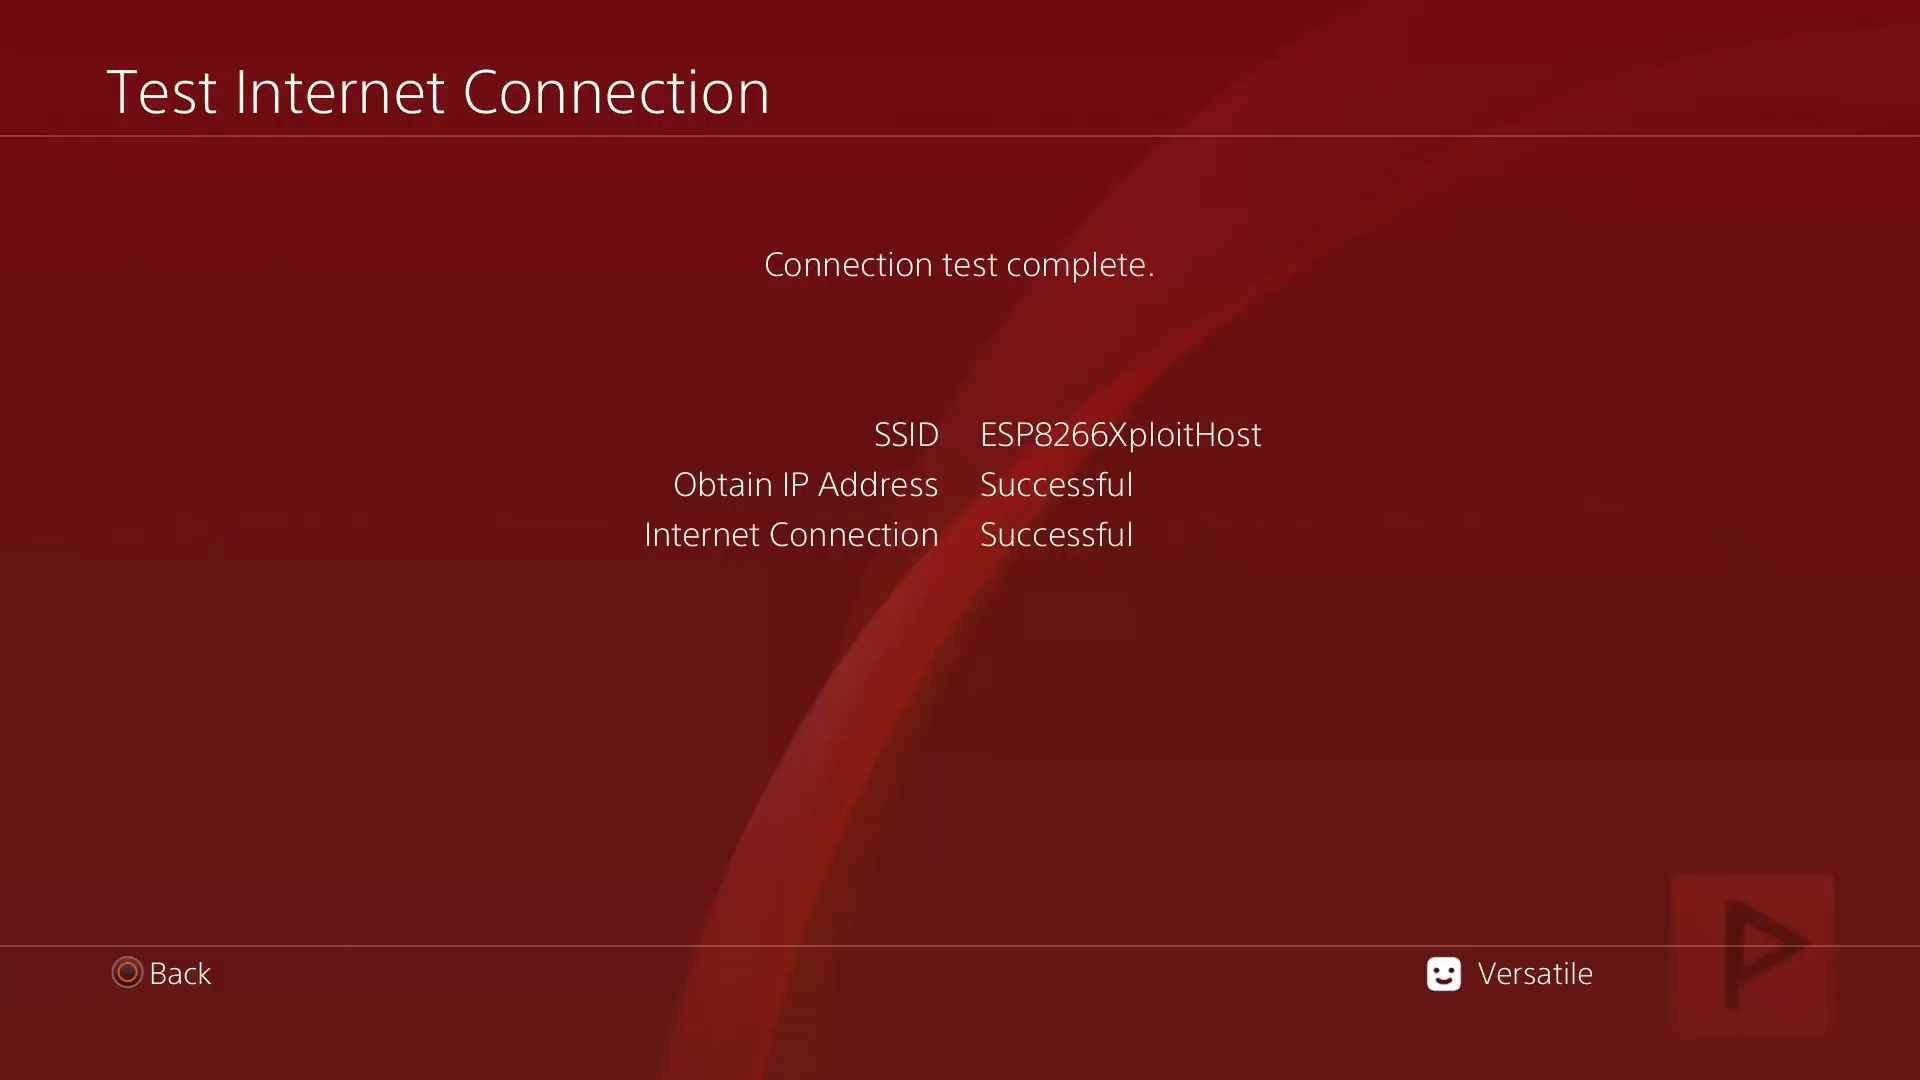 Test Internet Connection
Connection test complete.
SSID ESP8266XploitHost
Obtain IP Address Successful
Internet Connection Successful
Back
Versatile